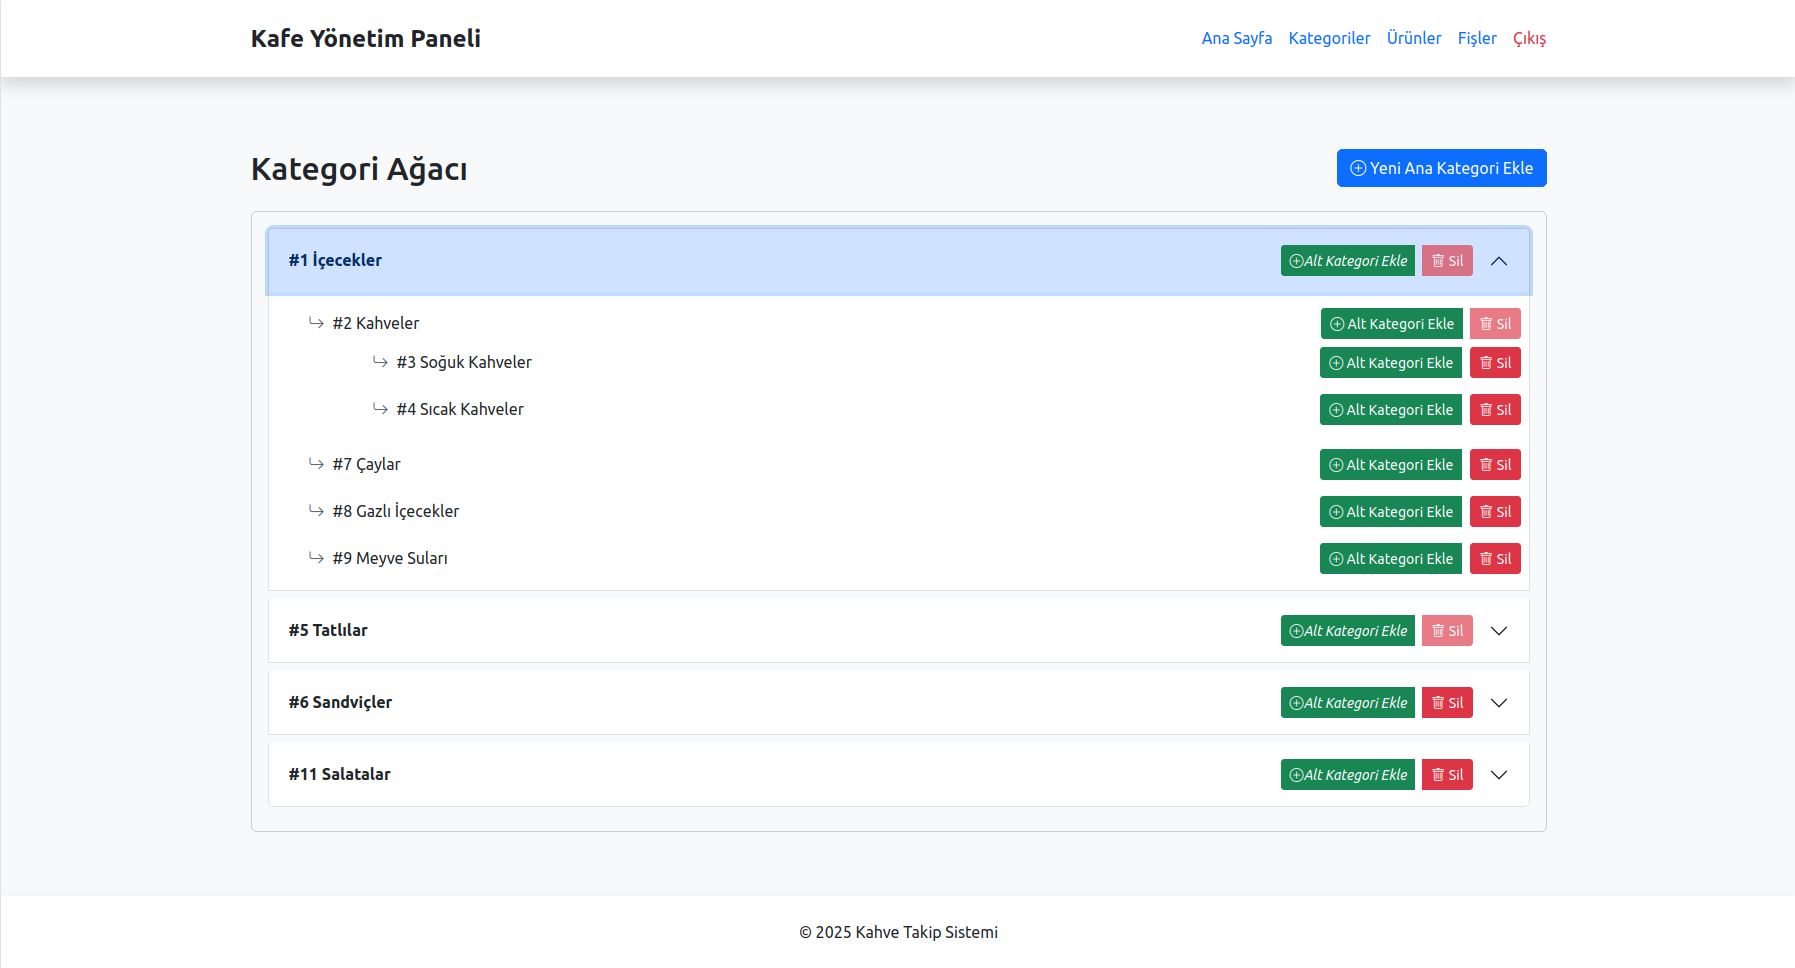 Kafe Yönetim Paneli
Ana Sayfa Kategoriler Ürünler Fişler Çıkış
Kategori Ağacı
Yeni Ana Kategori Ekle
#1 İçecekler Alt Kategori Ekle Sil
#2 Kahveler Alt Kategori Ekle Sil
#3 Soğuk Kahveler Alt Kategori Ekle Sil
#4 Sıcak Kahveler Alt Kategori Ekle Sil
#7 Çaylar Alt Kategori Ekle Sil
#8 Gazlı İçecekler Alt Kategori Ekle Sil
#9 Meyve Suları Alt Kategori Ekle Sil
#5 Tatlılar Alt Kategori Ekle Sil
#6 Sandviçler Alt Kategori Ekle Sil
#11 Salatalar Alt Kategori Ekle Sil
© 2025 Kahve Takip Sistemi